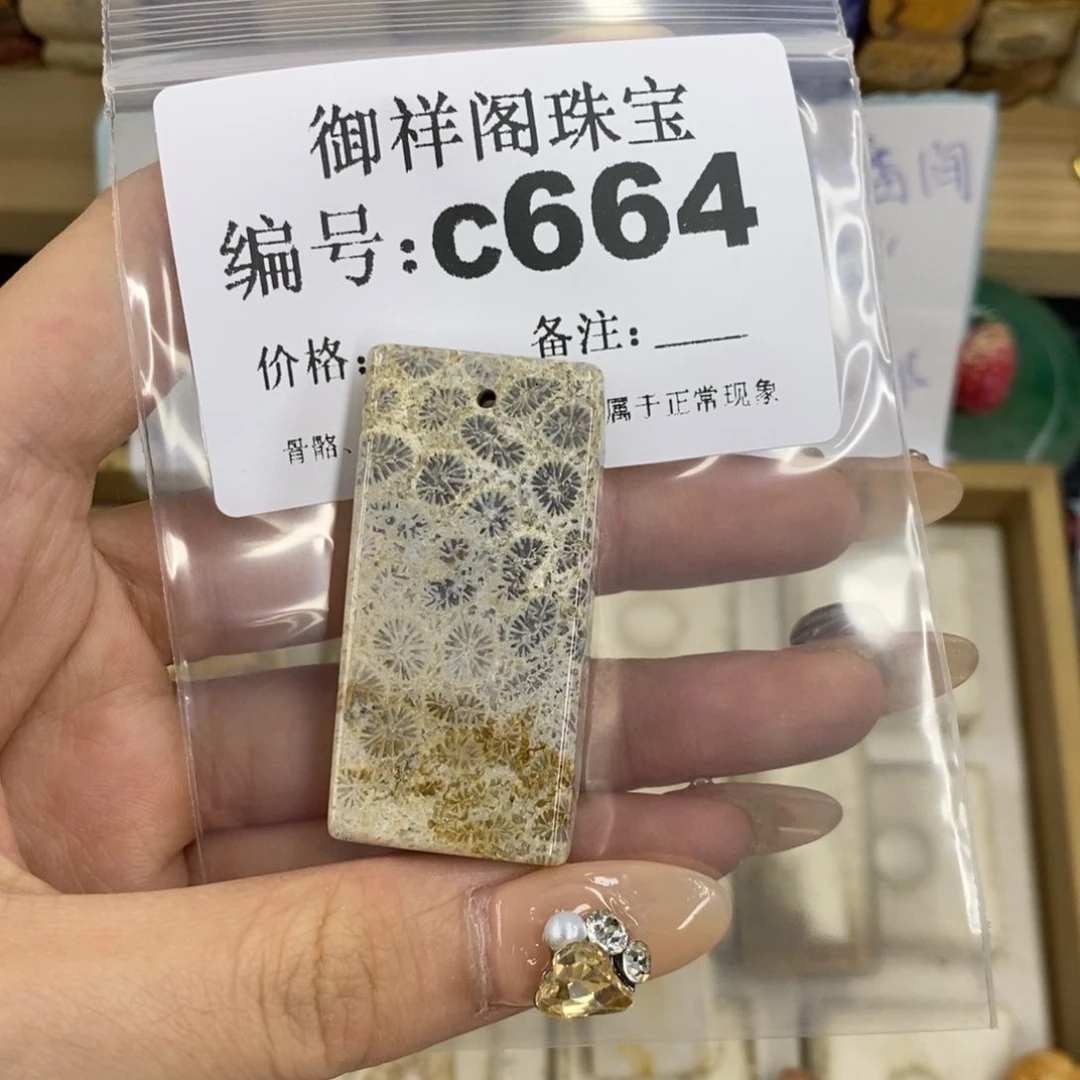 御祥阁珠宝
编号:c664
价格: 备注:____
骨骼、 属于正常现象